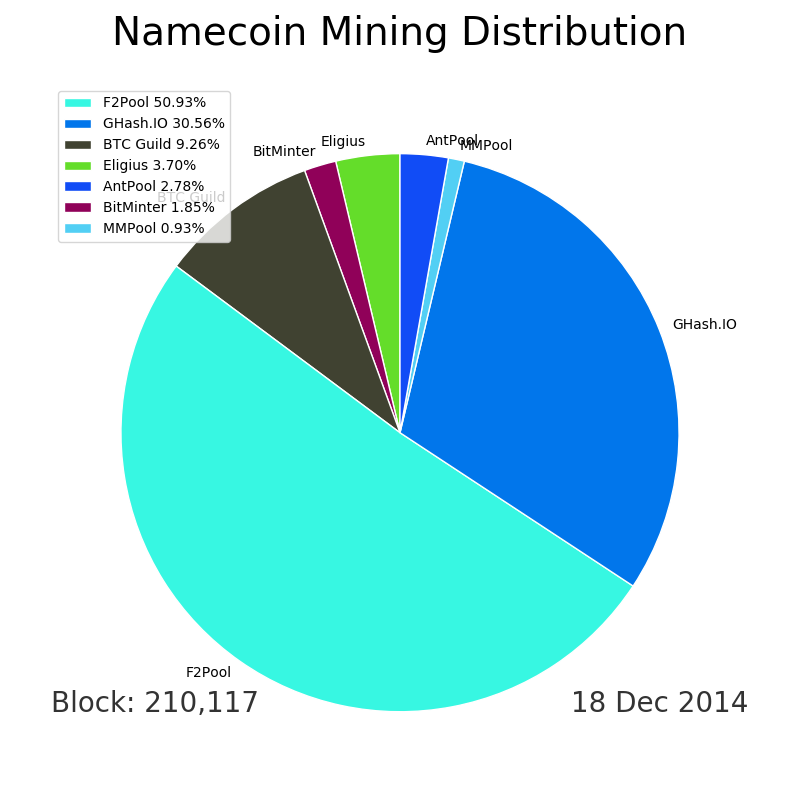 Namecoin Mining Distribution
F2Pool 50.93%
GHash.IO 30.56%
BTC Guild 9.26%
Eligius 3.70%
AntPool 2.78%
BitMinter 1.85%
MMPool 0.93%
Eligius
AntPool
MMPool
BitMinter
BTC Guild
GHash.IO
F2Pool
Block: 210,117
18 Dec 2014